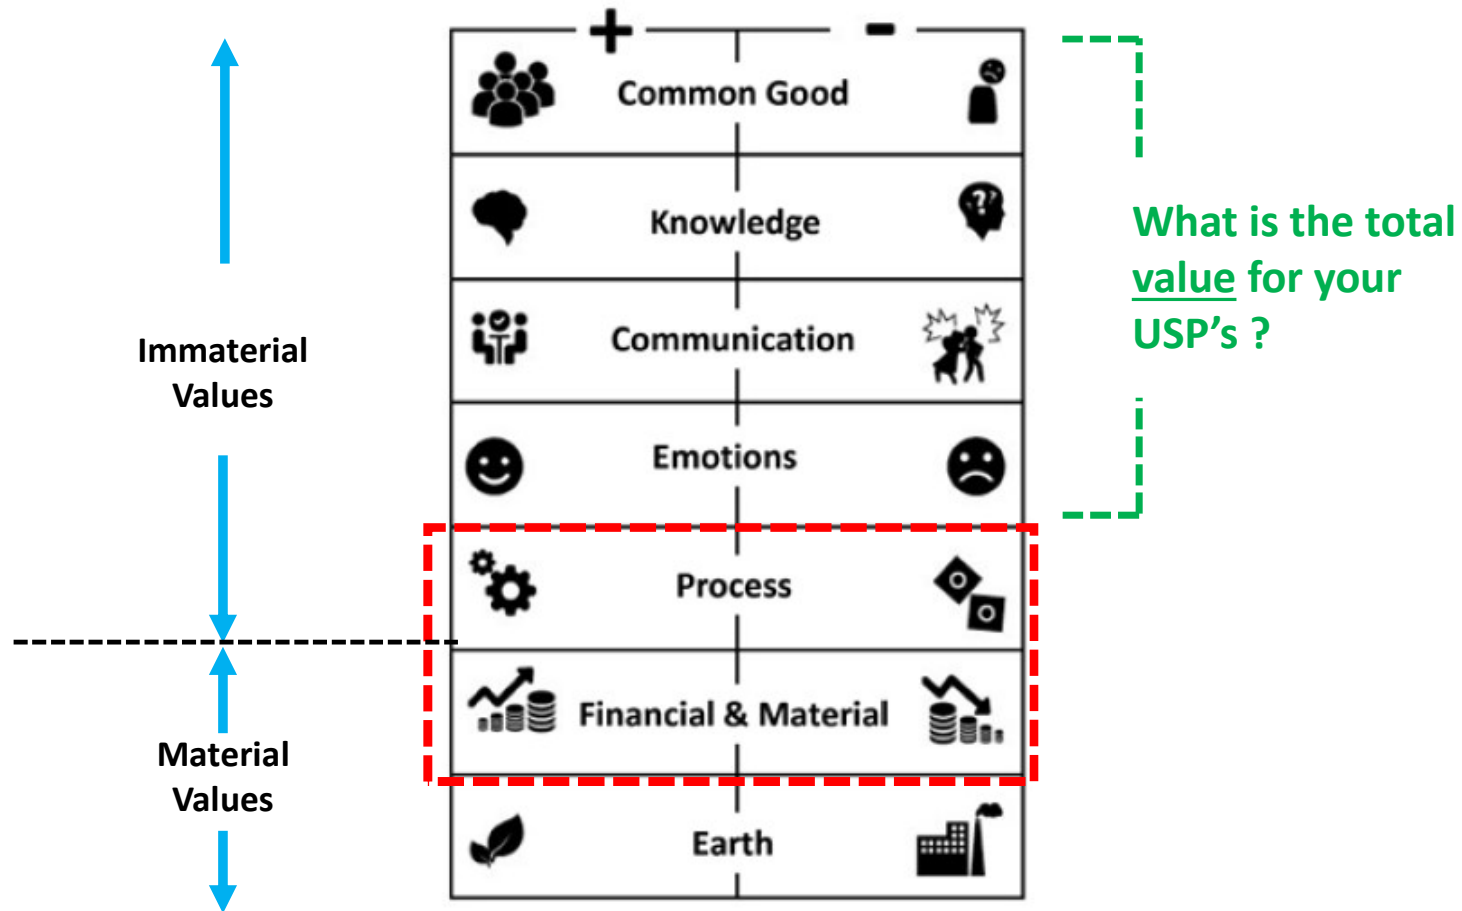 + -
Common Good
Knowledge
Communication
Emotions
Process
Financial & Material
Earth
Immaterial
Values
Material
Values
What is the total
value for your
USP's ?
??